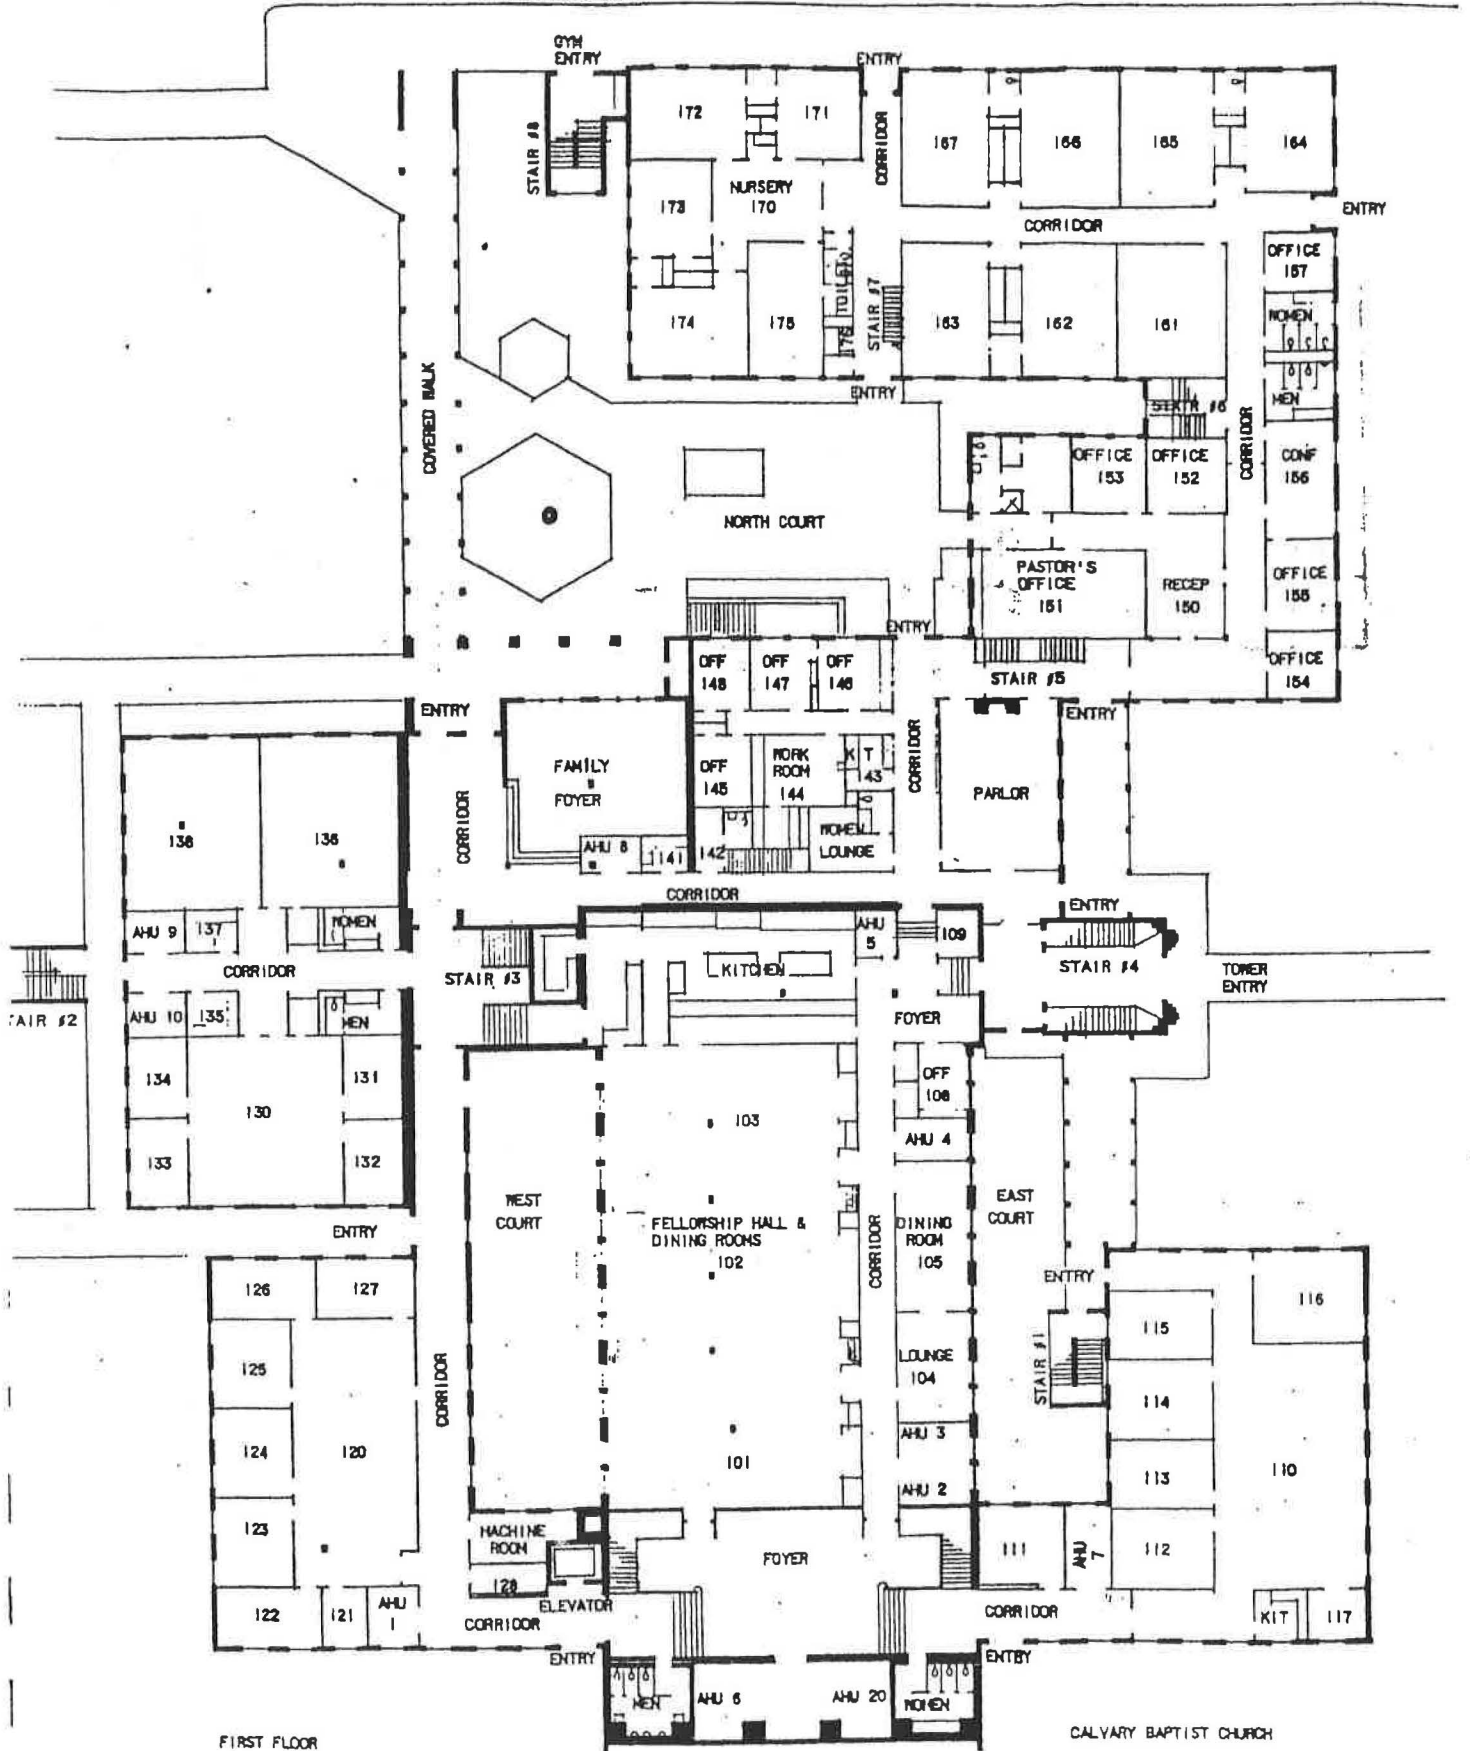 GYM
ENTRY
ENTRY
STAIR #8
172
171
CORRIDOR
167
166
165
164
NURSERY
170
173
ENTRY
CORRIDOR
OFFICE
157
TOILET
STAIR #7
174
175
176
163
162
161
WOMEN
MEN
ENTRY
STAIR #6
COVERED WALK
CORRIDOR
OFFICE
153
OFFICE
152
CONF
156
NORTH COURT
PASTOR'S
OFFICE
151
RECEP
150
OFFICE
155
ENTRY
OFF
148
OFF
147
OFF
146
STAIR #5
OFFICE
154
ENTRY
ENTRY
CORRIDOR
FAMILY
FOYER
OFF
145
WORK
ROOM
144
K T
43
PARLOR
138
136
CORRIDOR
AHU 8
141
142
WOMEN
LOUNGE
CORRIDOR
ENTRY
AHU 9
137
WOMEN
AHU
5
109
CORRIDOR
STAIR #3
KITCHEN
STAIR #4
TOWER
ENTRY
TAIR #2
AHU 10
135
MEN
FOYER
134
131
OFF
108
130
103
AHU 4
133
132
WEST
COURT
EAST
COURT
ENTRY
FELLOWSHIP HALL &
DINING ROOMS
102
CORRIDOR
DINING
ROOM
105
126
127
ENTRY
116
115
125
CORRIDOR
LOUNGE
104
STAIR #1
114
124
120
AHU 3
101
113
110
AHU 2
123
MACHINE
ROOM
FOYER
111
AHU
7
112
128
122
121
AHU
1
ELEVATOR
CORRIDOR
CORRIDOR
KIT
117
ENTRY
ENTRY
MEN
AHU 6
AHU 20
WOMEN
FIRST FLOOR
CALVARY BAPTIST CHURCH